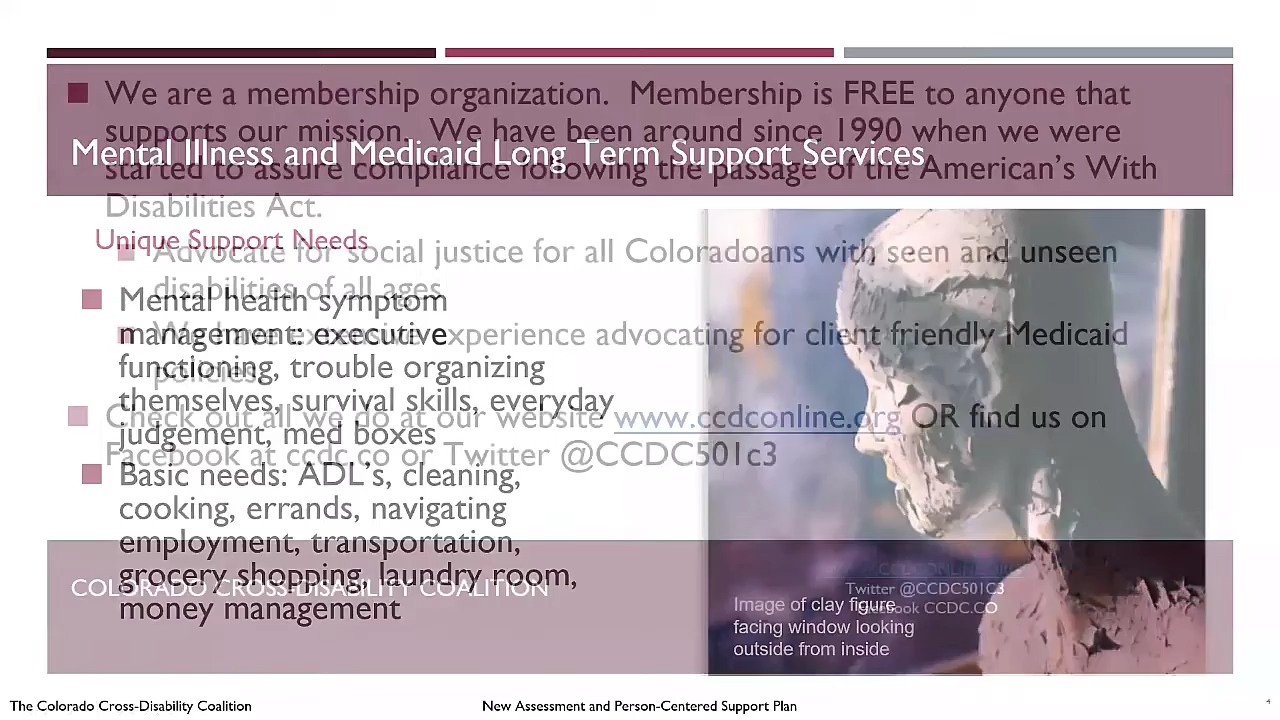 We are a membership organization. Membership is FREE to anyone that
supports our mission. We have been around since 1990 when we were
started to assure compliance following the passage of the American's With
Disabilities Act.
Advocate for social justice for all Coloradoans with seen and unseen
disabilities of all ages
experience advocating for client friendly Medicaid
policies
Check out all we do at our website www.ccdconline.org OR find us on
Facebook at ccdc.co or Twitter @CCDC501c3
COLORADO CROSS-DISABILITY COALITION
WWW.CCDCONLINE.ORG
Twitter @CCDC501C3
Facebook CCDC.CO
Mental Illness and Medicaid Long Term Support Services
Unique Support Needs
Mental health symptom
management: executive
functioning, trouble organizing
themselves, survival skills, everyday
judgement, med boxes
Basic needs: ADL's, cleaning,
cooking, errands, navigating
employment, transportation,
grocery shopping, laundry room,
money management
Image of clay figure
facing window looking
outside from inside
The Colorado Cross-Disability Coalition
New Assessment and Person-Centered Support Plan
4